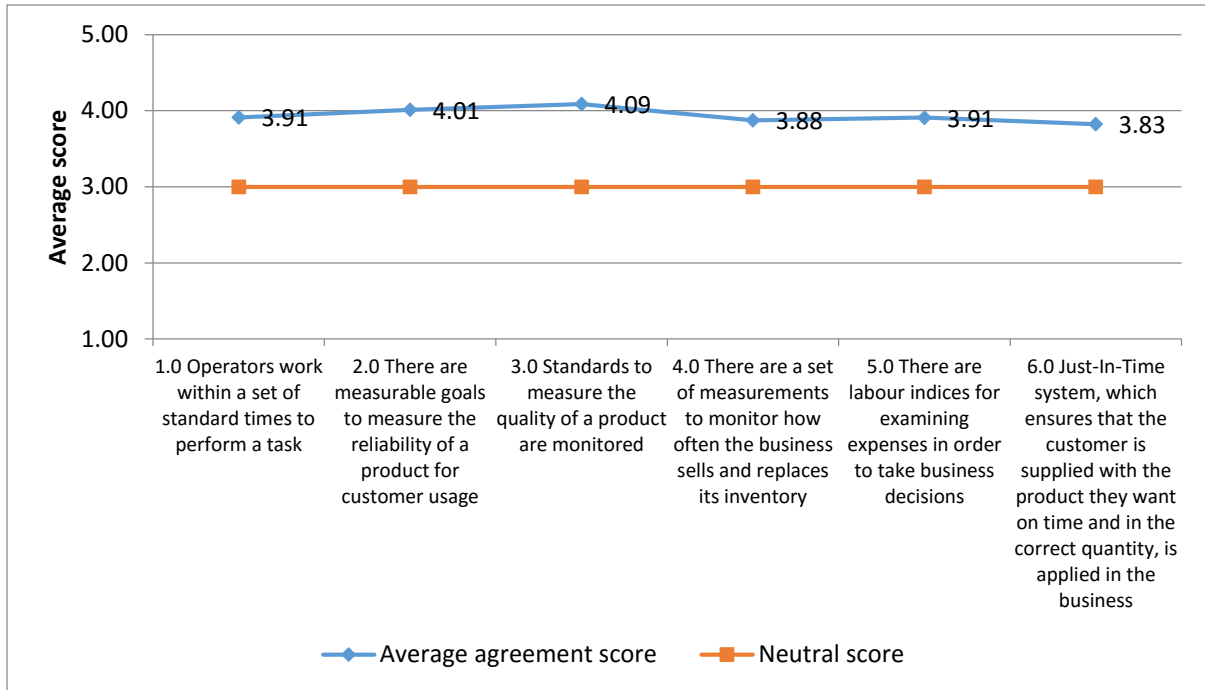 5.00
4.00
3.00
2.00
1.00
Average score
3.91
4.01
4.09
3.88
3.91
3.83
1.0 Operators work
within a set of
standard times to
perform a task
2.0 There are
measurable goals
to measure the
reliability of a
product for
customer usage
3.0 Standards to
measure the
quality of a product
are monitored
4.0 There are a set
of measurements
to monitor how
often the business
sells and replaces
its inventory
5.0 There are
labour indices for
examining
expenses in order
to take business
decisions
6.0 Just-In-Time
system, which
ensures that the
customer is
supplied with the
product they want
on time and in the
correct quantity, is
applied in the
business
Average agreement score
Neutral score